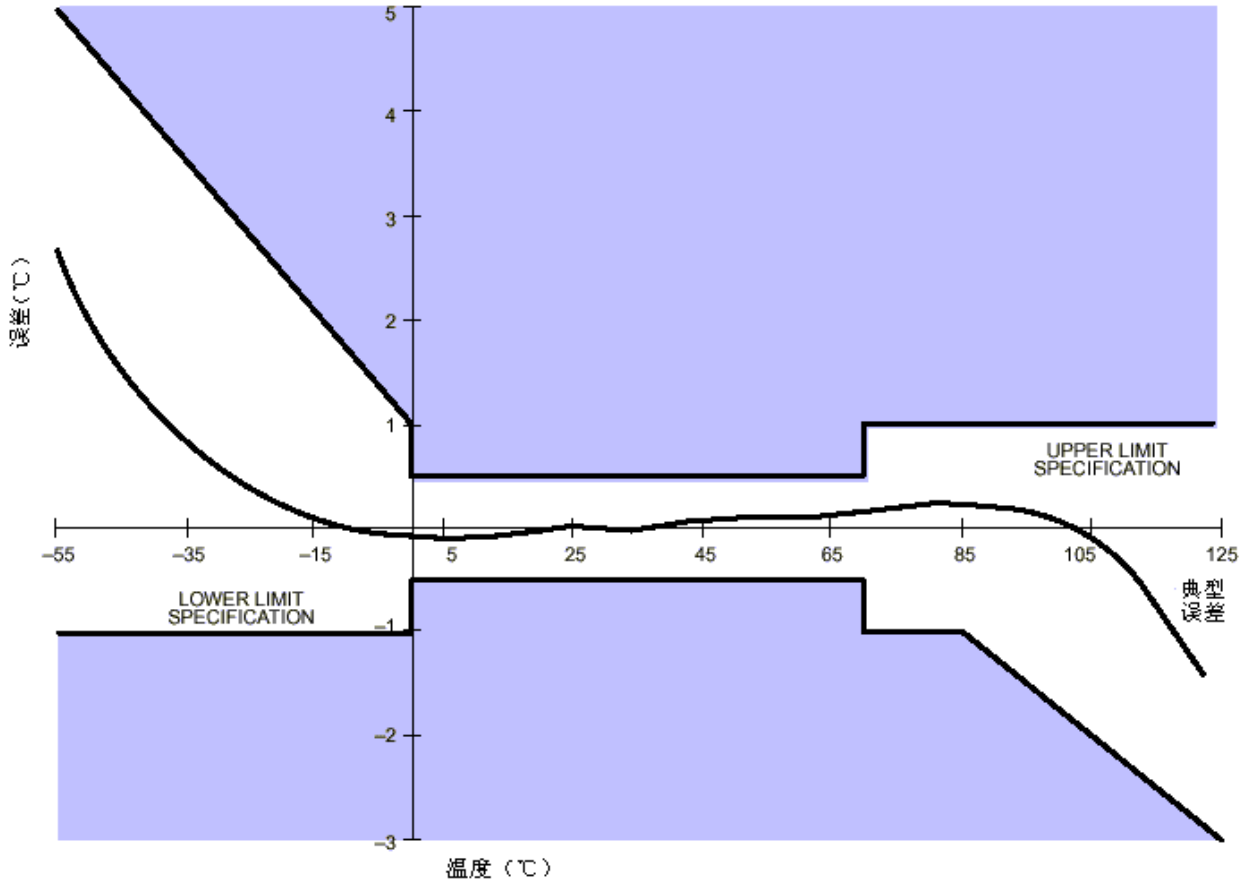 5
4
3
2
误差(℃)
1
UPPER LIMIT
SPECIFICATION
–55
–35
–15
5
25
45
65
85
105
125
LOWER LIMIT
SPECIFICATION
典型
误差
–1
–2
–3
温度（℃）